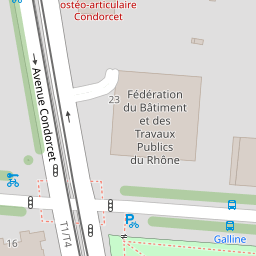 ostéo-articulaire
Condorcet
Avenue Condorcet
23
Fédération
du Bâtiment
et des
Travaux
Publics
du Rhône
T1/T4
16
Galline